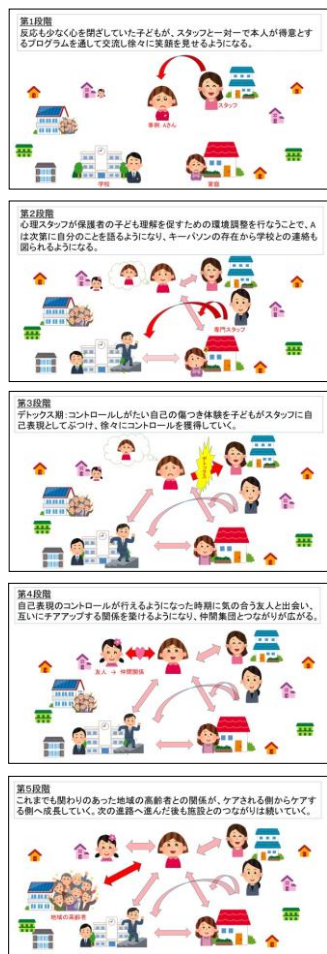 第1段階
反応も少なく心を閉ざしていた子どもが、スタッフと一対一で本人が得意とす
るプログラムを通して交流し徐々に笑顔を見せるようになる。
事例：Aさん
スタッフ
学校
家庭
第2段階
心理スタッフが保護者の子ども理解を促すための環境調整を行なうことで、A
は次第に自分のことを語るようになり、キーパソンの存在から学校との連絡も
図られるようになる。
専門スタッフ
第3段階
デトックス期：コントロールしがたい自己の傷つき体験を子どもがスタッフに自
己表現としてぶつけ、徐々にコントロールを獲得していく。
第4段階
自己表現のコントロールが行えるようになった時期に気の合う友人と出会い、
互いにチアアップする関係を築けるようになり、仲間集団とつながりが広がる。
友人 → 仲間関係
第5段階
これまでも関わりのあった地域の高齢者との関係が、ケアされる側からケアす
る側へ成長していく。次の進路へ進んだ後も施設とのつながりは続いていく。
地域の高齢者